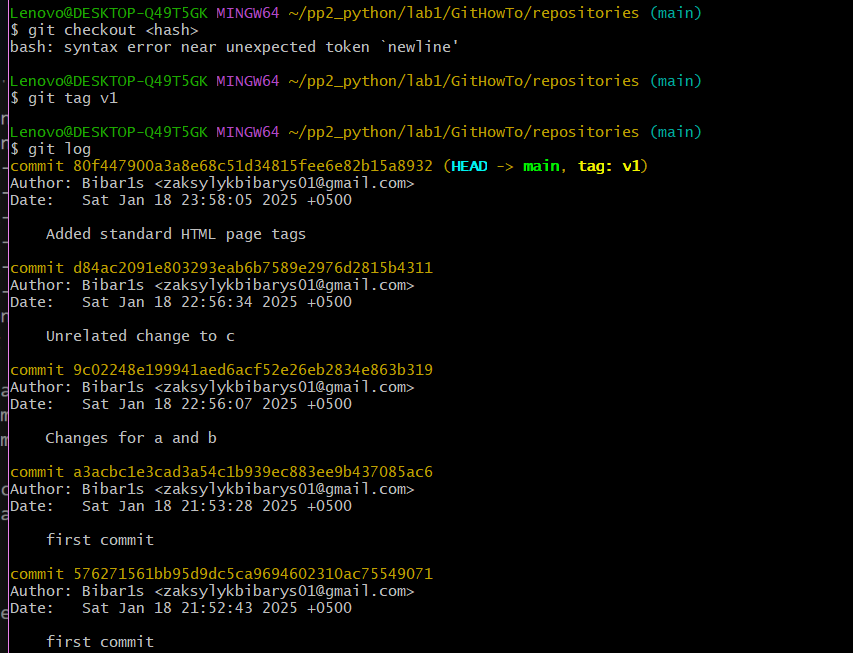 Lenovo@DESKTOP-Q49T5GK MINGW64 ~/pp2_python/lab1/GitHowTo/repositories (main)
$ git checkout <hash>
bash: syntax error near unexpected token `newline'
Lenovo@DESKTOP-Q49T5GK MINGW64 ~/pp2_python/lab1/GitHowTo/repositories (main)
$ git tag v1
Lenovo@DESKTOP-Q49T5GK MINGW64 ~/pp2_python/lab1/GitHowTo/repositories (main)
$ git log
commit 80f447900a3a8e68c51d34815fee6e82b15a8932 (HEAD -> main, tag: v1)
Author: Bibar1s <zaksylykbibarys01@gmail.com>
Date:   Sat Jan 18 23:58:05 2025 +0500
Added standard HTML page tags
commit d84ac2091e803293eab6b7589e2976d2815b4311
Author: Bibar1s <zaksylykbibarys01@gmail.com>
Date:   Sat Jan 18 22:56:34 2025 +0500
Unrelated change to c
commit 9c02248e199941aed6acf52e26eb2834e863b319
Author: Bibar1s <zaksylykbibarys01@gmail.com>
Date:   Sat Jan 18 22:56:07 2025 +0500
Changes for a and b
commit a3acbc1e3cad3a54c1b939ec883ee9b437085ac6
Author: Bibar1s <zaksylykbibarys01@gmail.com>
Date:   Sat Jan 18 21:53:28 2025 +0500
first commit
commit 576271561bb95d9dc5ca9694602310ac75549071
Author: Bibar1s <zaksylykbibarys01@gmail.com>
Date:   Sat Jan 18 21:52:43 2025 +0500
first commit